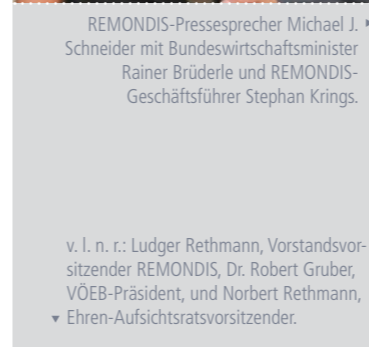 REMONDIS-Pressesprecher Michael J.
Schneider mit Bundeswirtschaftsminister
Rainer Brüderle und REMONDIS-
Geschäftsführer Stephan Krings.
v. l. n. r.: Ludger Rethmann, Vorstandsvor-
sitzender REMONDIS, Dr. Robert Gruber,
VÖEB-Präsident, und Norbert Rethmann,
Ehren-Aufsichtsratsvorsitzender.